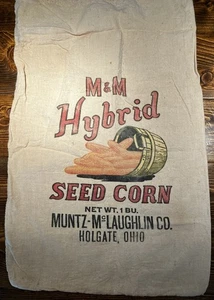 M&M
Hybrid
SEED CORN
NET WT. 1 BU.
MUNTZ-McLAUGHLIN CO.
HOLGATE, OHIO